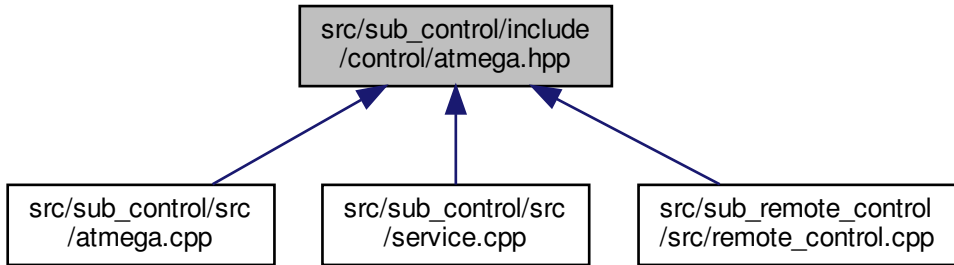 src/sub_control/include
/control/atmega.hpp
src/sub_control/src
/atmega.cpp
src/sub_control/src
/service.cpp
src/sub_remote_control
/src/remote_control.cpp